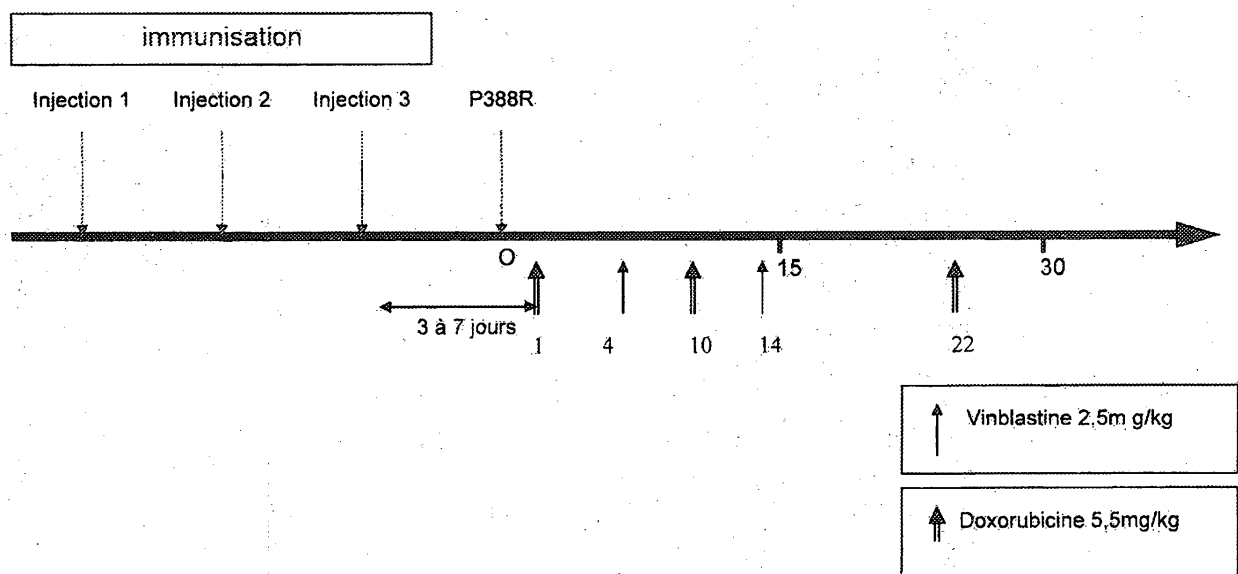 immunisation
Injection 1 Injection 2 Injection 3 P388R
O 15 30
3 à 7 jours
1 4 10 14 22
Vinblastine 2,5m g/kg
Doxorubicine 5,5mg/kg